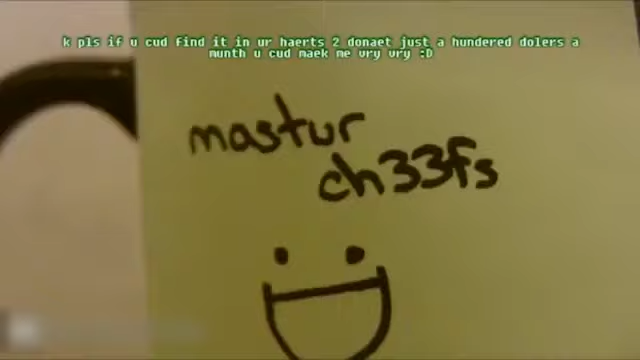 k pls if u cud find it in ur haerts 2 donaet just a hundered dolers a
munth u cud maek me vry vry :D
mastur
ch33fs